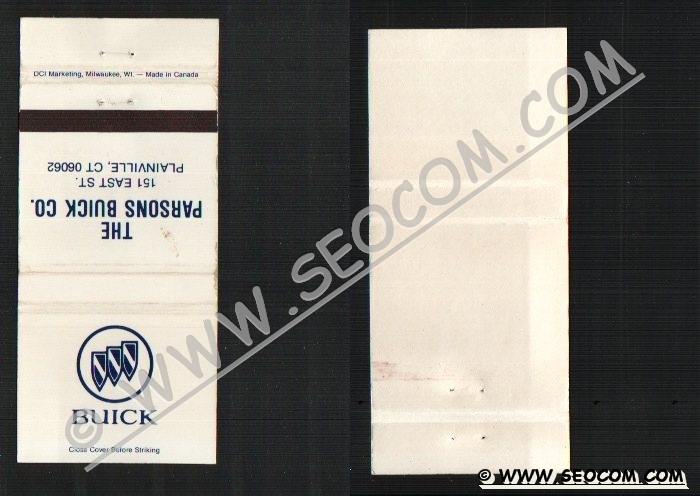 DCI Marketing, Milwaukee, WI. — Made in Canada
THE
PARSONS BUICK CO.
151 EAST ST.
PLAINVILLE, CT 06062
BUICK
Close Cover Before Striking
© WWW.SEOCOM.COM
© WWW.SEOCOM.COM